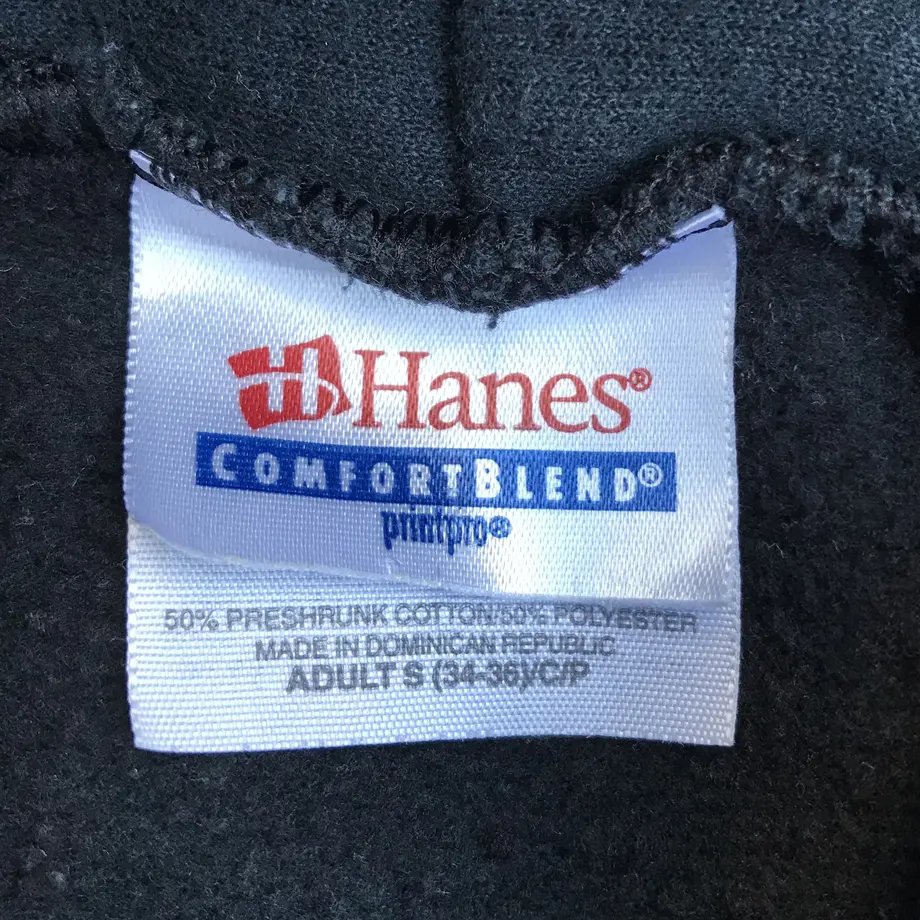 Hanes®
COMFORTBLEND®
printpro®
50% PRESHRUNK COTTON/50% POLYESTER
MADE IN DOMINICAN REPUBLIC
ADULT S (34-36)/C/P